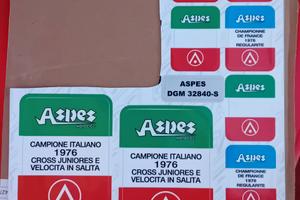 Aspes
CHAMPIONNE
DE FRANCE
1976
REGULARITE
ASPES
DGM 32840-S
Aspes
Aspes
Aspes
CAMPIONE ITALIANO
1976
CROSS JUNIORES E
VELOCITA IN SALITA
Aspes
CAMPIONE ITALIANO
1976
CROSS JUNIORES E
VELOCITA IN SALITA
Aspes
CHAMPIONNE
DE FRANCE
1976
REGULARITE